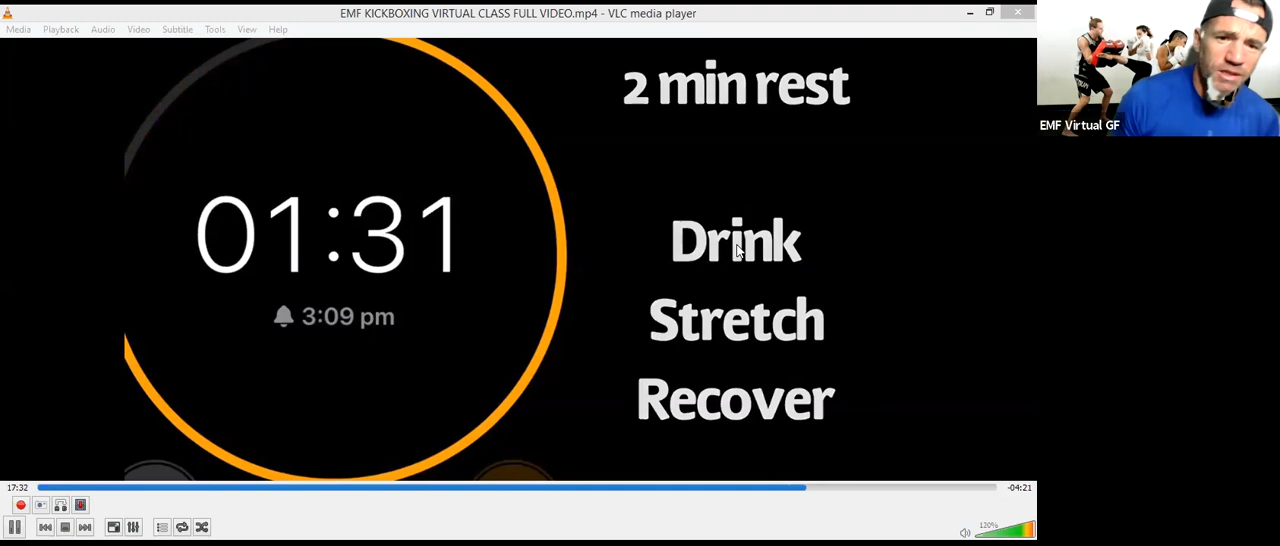 EMF KICKBOXING VIRTUAL CLASS FULL VIDEO.mp4 - VLC media player
Media Playback Audio Video Subtitle Tools View Help
2 min rest
01:31
3:09 pm
Drink
Stretch
Recover
17:32
-04:21
120%
EMF Virtual GF